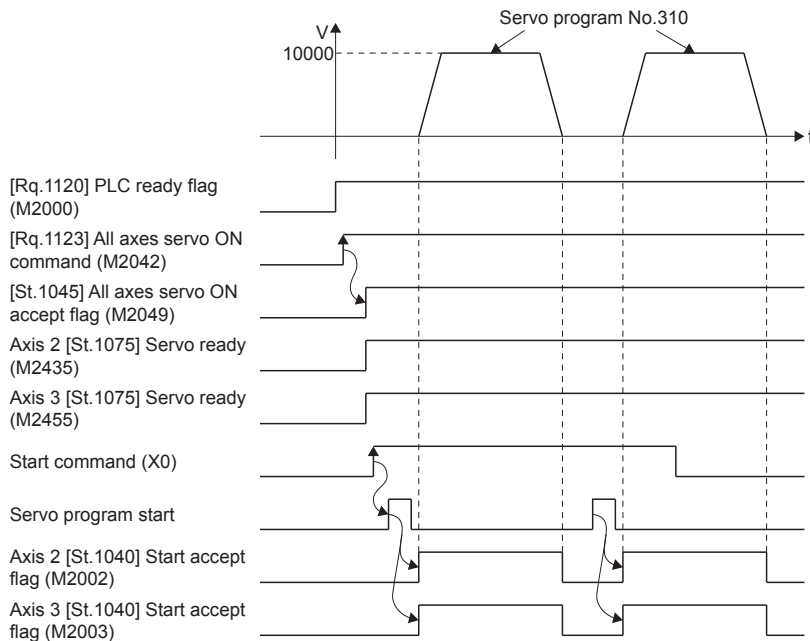 Servo program No.310
V
10000
t
[Rq.1120] PLC ready flag
(M2000)
[Rq.1123] All axes servo ON
command (M2042)
[St.1045] All axes servo ON
accept flag (M2049)
Axis 2 [St.1075] Servo ready
(M2435)
Axis 3 [St.1075] Servo ready
(M2455)
Start command (X0)
Servo program start
Axis 2 [St.1040] Start accept
flag (M2002)
Axis 3 [St.1040] Start accept
flag (M2003)